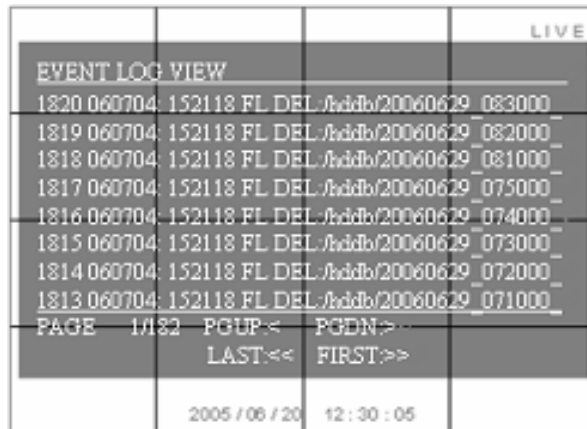 LIVE
EVENT LOG VIEW
1820 060704: 152118 FL DEL:/hddb/20060629_083000_
1819 060704: 152118 FL DEL:/hddb/20060629_082000_
1818 060704: 152118 FL DEL:/hddb/20060629_081000_
1817 060704: 152118 FL DEL:/hddb/20060629_075000_
1816 060704: 152118 FL DEL:/hddb/20060629_074000_
1815 060704: 152118 FL DEL:/hddb/20060629_073000_
1814 060704: 152118 FL DEL:/hddb/20060629_072000_
1813 060704: 152118 FL DEL:/hddb/20060629_071000_
PAGE 1/182 PGUP:< PGDN:>
LAST:<< FIRST:>>
2005 / 06 / 20 12 : 30 : 05